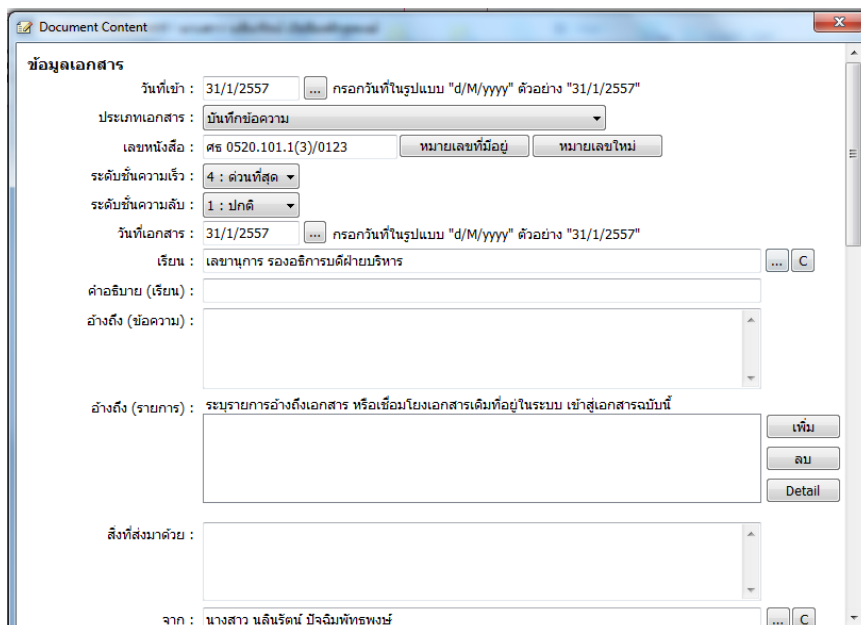 Document Content
ข้อมูลเอกสาร
วันที่เข้า : 31/1/2557 ... กรอกวันที่ในรูปแบบ "d/M/yyyy" ตัวอย่าง "31/1/2557"
ประเภทเอกสาร : บันทึกข้อความ
เลขหนังสือ : ศธ 0520.101.1(3)/0123 หมายเลขที่มีอยู่ หมายเลขใหม่
ระดับชั้นความเร็ว : 4 : ด่วนที่สุด
ระดับชั้นความลับ : 1 : ปกติ
วันที่เอกสาร : 31/1/2557 ... กรอกวันที่ในรูปแบบ "d/M/yyyy" ตัวอย่าง "31/1/2557"
เรียน : เลขานุการ รองอธิการบดีฝ่ายบริหาร ... C
คำอธิบาย (เรียน) :
อ้างถึง (ข้อความ) :
อ้างถึง (รายการ) : ระบุรายการอ้างถึงเอกสาร หรือเชื่อมโยงเอกสารเดิมที่อยู่ในระบบ เข้าสู่เอกสารฉบับนี้
เพิ่ม
ลบ
Detail
สิ่งที่ส่งมาด้วย :
จาก : นางสาว นลินรัตน์ ปัจฉิมพัทธพงษ์ ... C